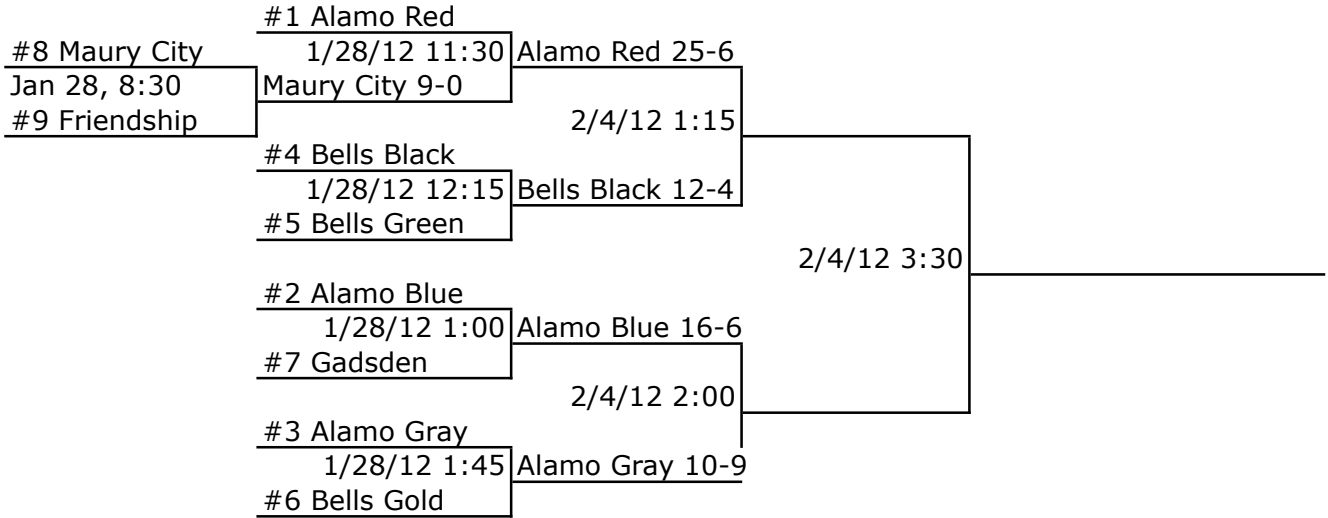 #1 Alamo Red
#8 Maury City
1/28/12 11:30
Alamo Red 25-6
Jan 28, 8:30
Maury City 9-0
#9 Friendship
2/4/12 1:15
#4 Bells Black
1/28/12 12:15
Bells Black 12-4
#5 Bells Green
2/4/12 3:30
#2 Alamo Blue
1/28/12 1:00
Alamo Blue 16-6
#7 Gadsden
2/4/12 2:00
#3 Alamo Gray
1/28/12 1:45
Alamo Gray 10-9
#6 Bells Gold